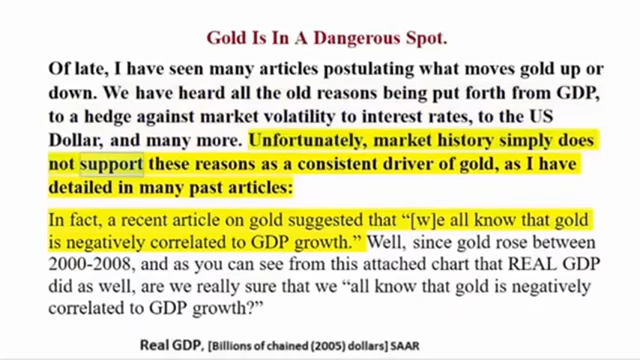 Gold Is In A Dangerous Spot.
Of late, I have seen many articles postulating what moves gold up or
down. We have heard all the old reasons being put forth from GDP,
to a hedge against market volatility to interest rates, to the US
Dollar, and many more. Unfortunately, market history simply does
not support these reasons as a consistent driver of gold, as I have
detailed in many past articles:
In fact, a recent article on gold suggested that “[w]e all know that gold
is negatively correlated to GDP growth.” Well, since gold rose between
2000-2008, and as you can see from this attached chart that REAL GDP
did as well, are we really sure that we “all know that gold is negatively
correlated to GDP growth?”
Real GDP, [Billions of chained (2005) dollars] SAAR